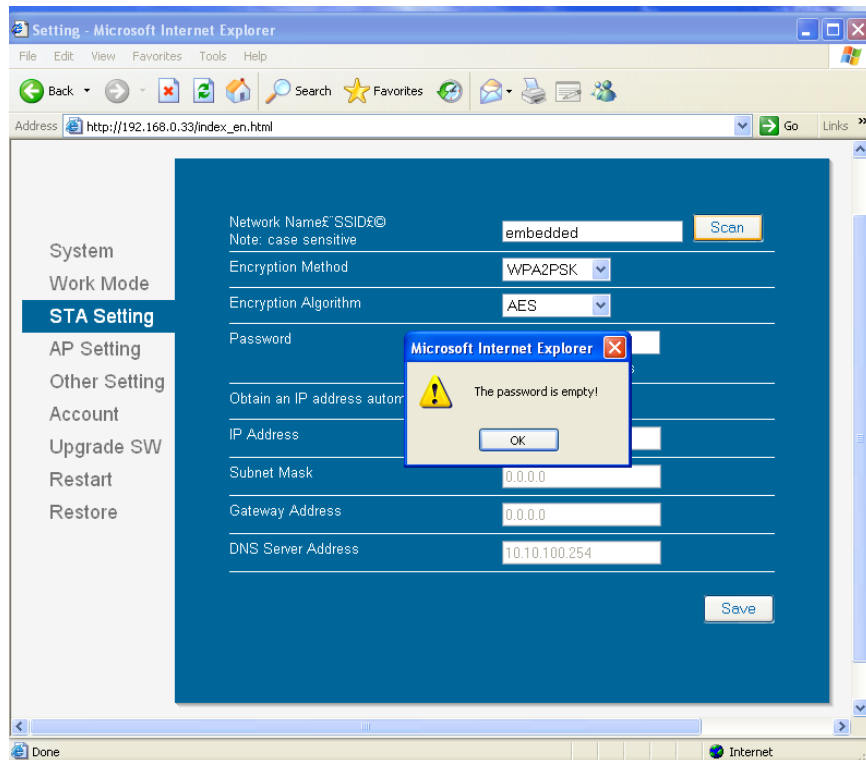 Setting - Microsoft Internet Explorer
File Edit View Favorites Tools Help
Back Search Favorites
Address http://192.168.0.33/index_en.html Go Links »
System
Work Mode
STA Setting
AP Setting
Other Setting
Account
Upgrade SW
Restart
Restore
Network Name£¨SSID£©
Note: case sensitive
embedded
Scan
Encryption Method
WPA2PSK
Encryption Algorithm
AES
Password
Obtain an IP address autom
IP Address
Subnet Mask
0.0.0.0
Gateway Address
0.0.0.0
DNS Server Address
10.10.100.254
Save
Microsoft Internet Explorer
The password is empty!
OK
Done
Internet